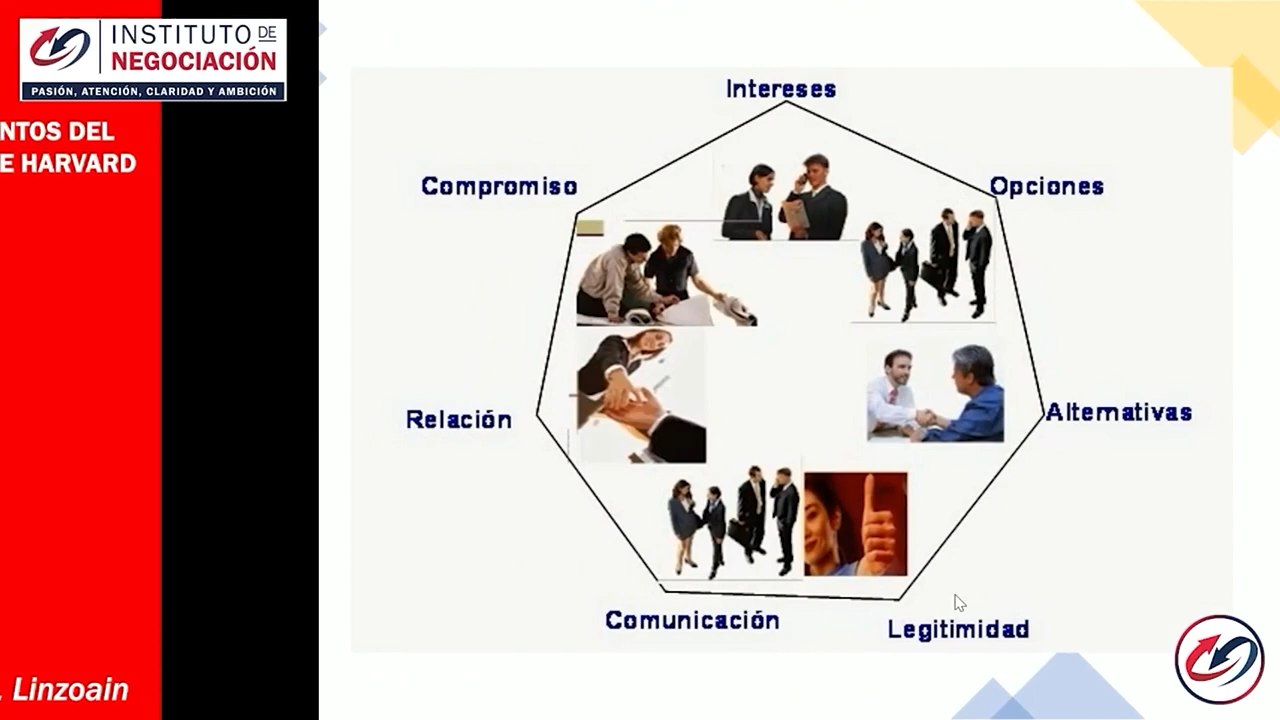 INSTITUTO DE
NEGOCIACIÓN
PASIÓN, ATENCIÓN, CLARIDAD Y AMBICIÓN
NTOS DEL
E HARVARD
. Linzoain
Intereses
Compromiso
Opciones
Relación
Alternativas
Comunicación
Legitimidad